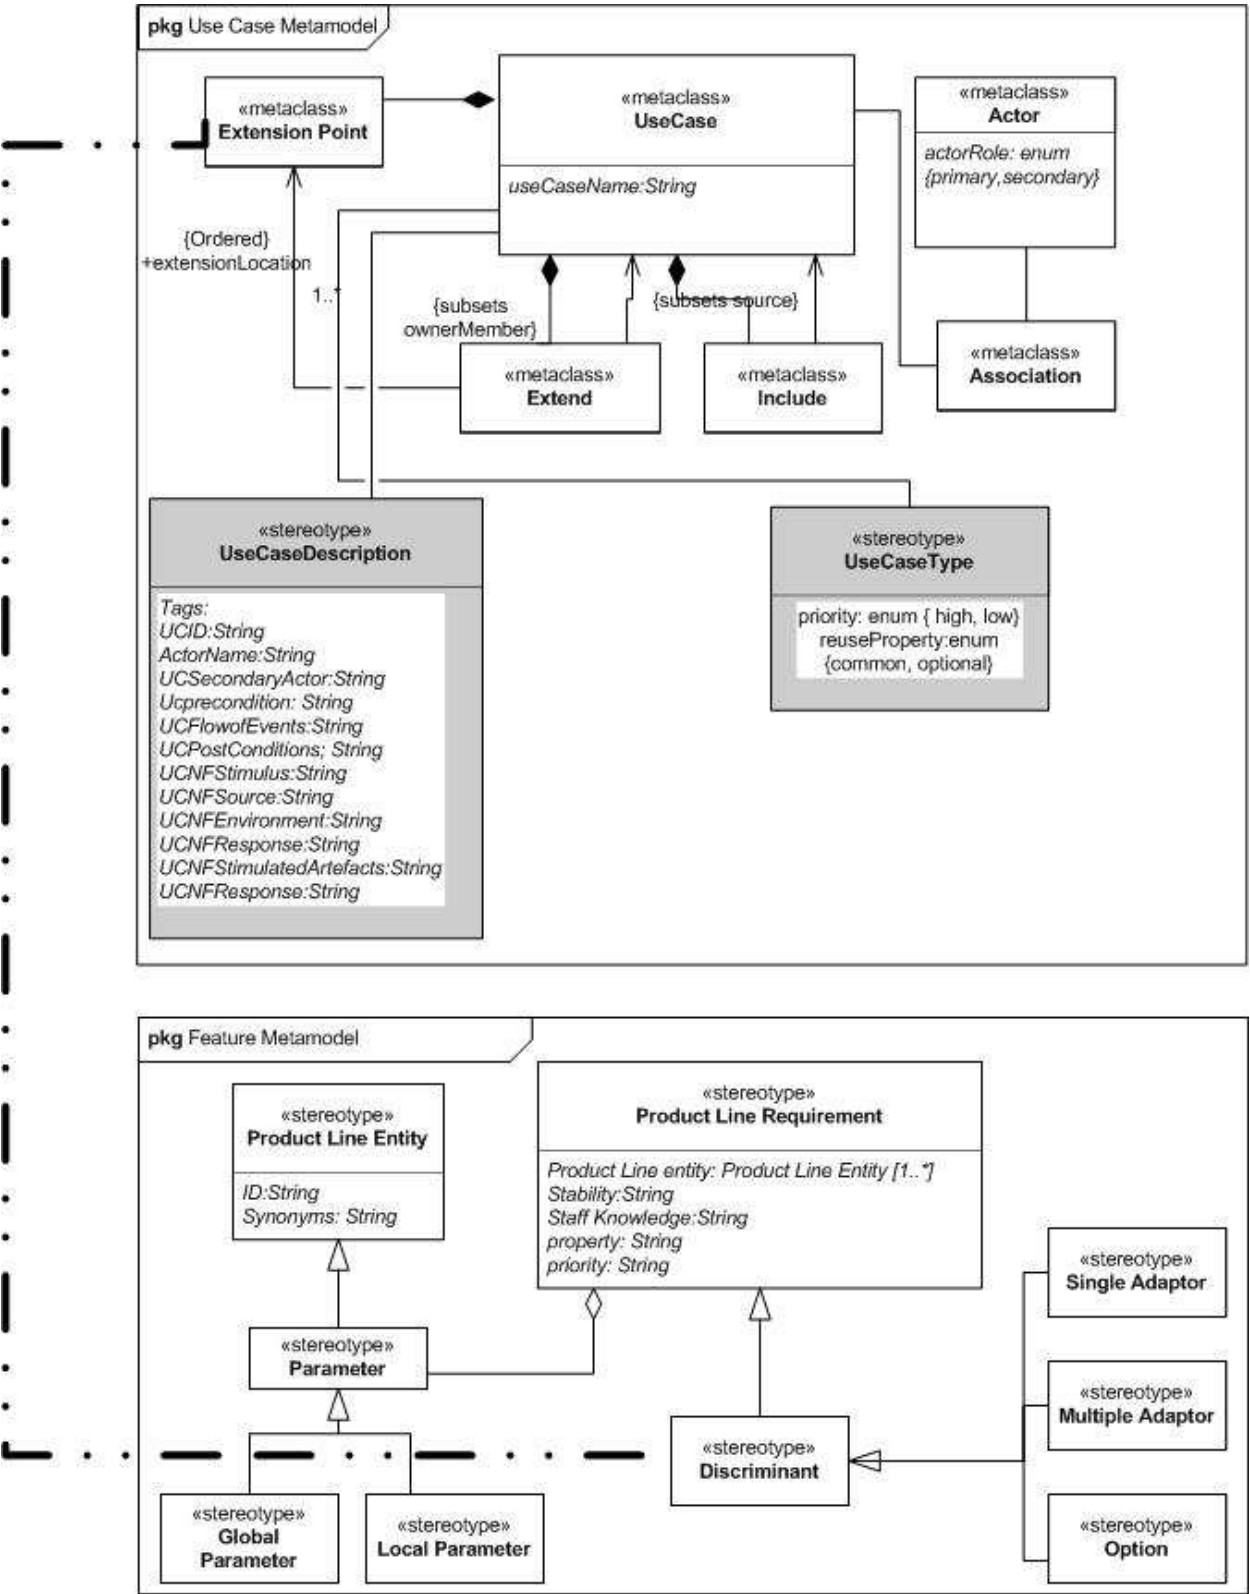 pkg Use Case Metamodel
«metaclass»
Extension Point
«metaclass»
UseCase
useCaseName:String
«metaclass»
Actor
actorRole: enum
{primary,secondary}
{Ordered}
+extensionLocation
1..*
{subsets
ownerMember}
{subsets source}
«metaclass»
Extend
«metaclass»
Include
«metaclass»
Association
«stereotype»
UseCaseDescription
Tags:
UCID:String
ActorName:String
UCSecondaryActor:String
Ucprecondition: String
UCFlowofEvents:String
UCPostConditions; String
UCNFStimulus:String
UCNFSource:String
UCNFEnvironment:String
UCNFResponse:String
UCNFStimulatedArtefacts:String
UCNFResponse:String
«stereotype»
UseCaseType
priority: enum { high, low}
reuseProperty:enum
{common, optional}
pkg Feature Metamodel
«stereotype»
Product Line Entity
ID:String
Synonyms: String
«stereotype»
Product Line Requirement
Product Line entity: Product Line Entity [1..*]
Stability:String
Staff Knowledge:String
property: String
priority: String
«stereotype»
Single Adaptor
«stereotype»
Parameter
«stereotype»
Multiple Adaptor
«stereotype»
Discriminant
«stereotype»
Global
Parameter
«stereotype»
Local Parameter
«stereotype»
Option